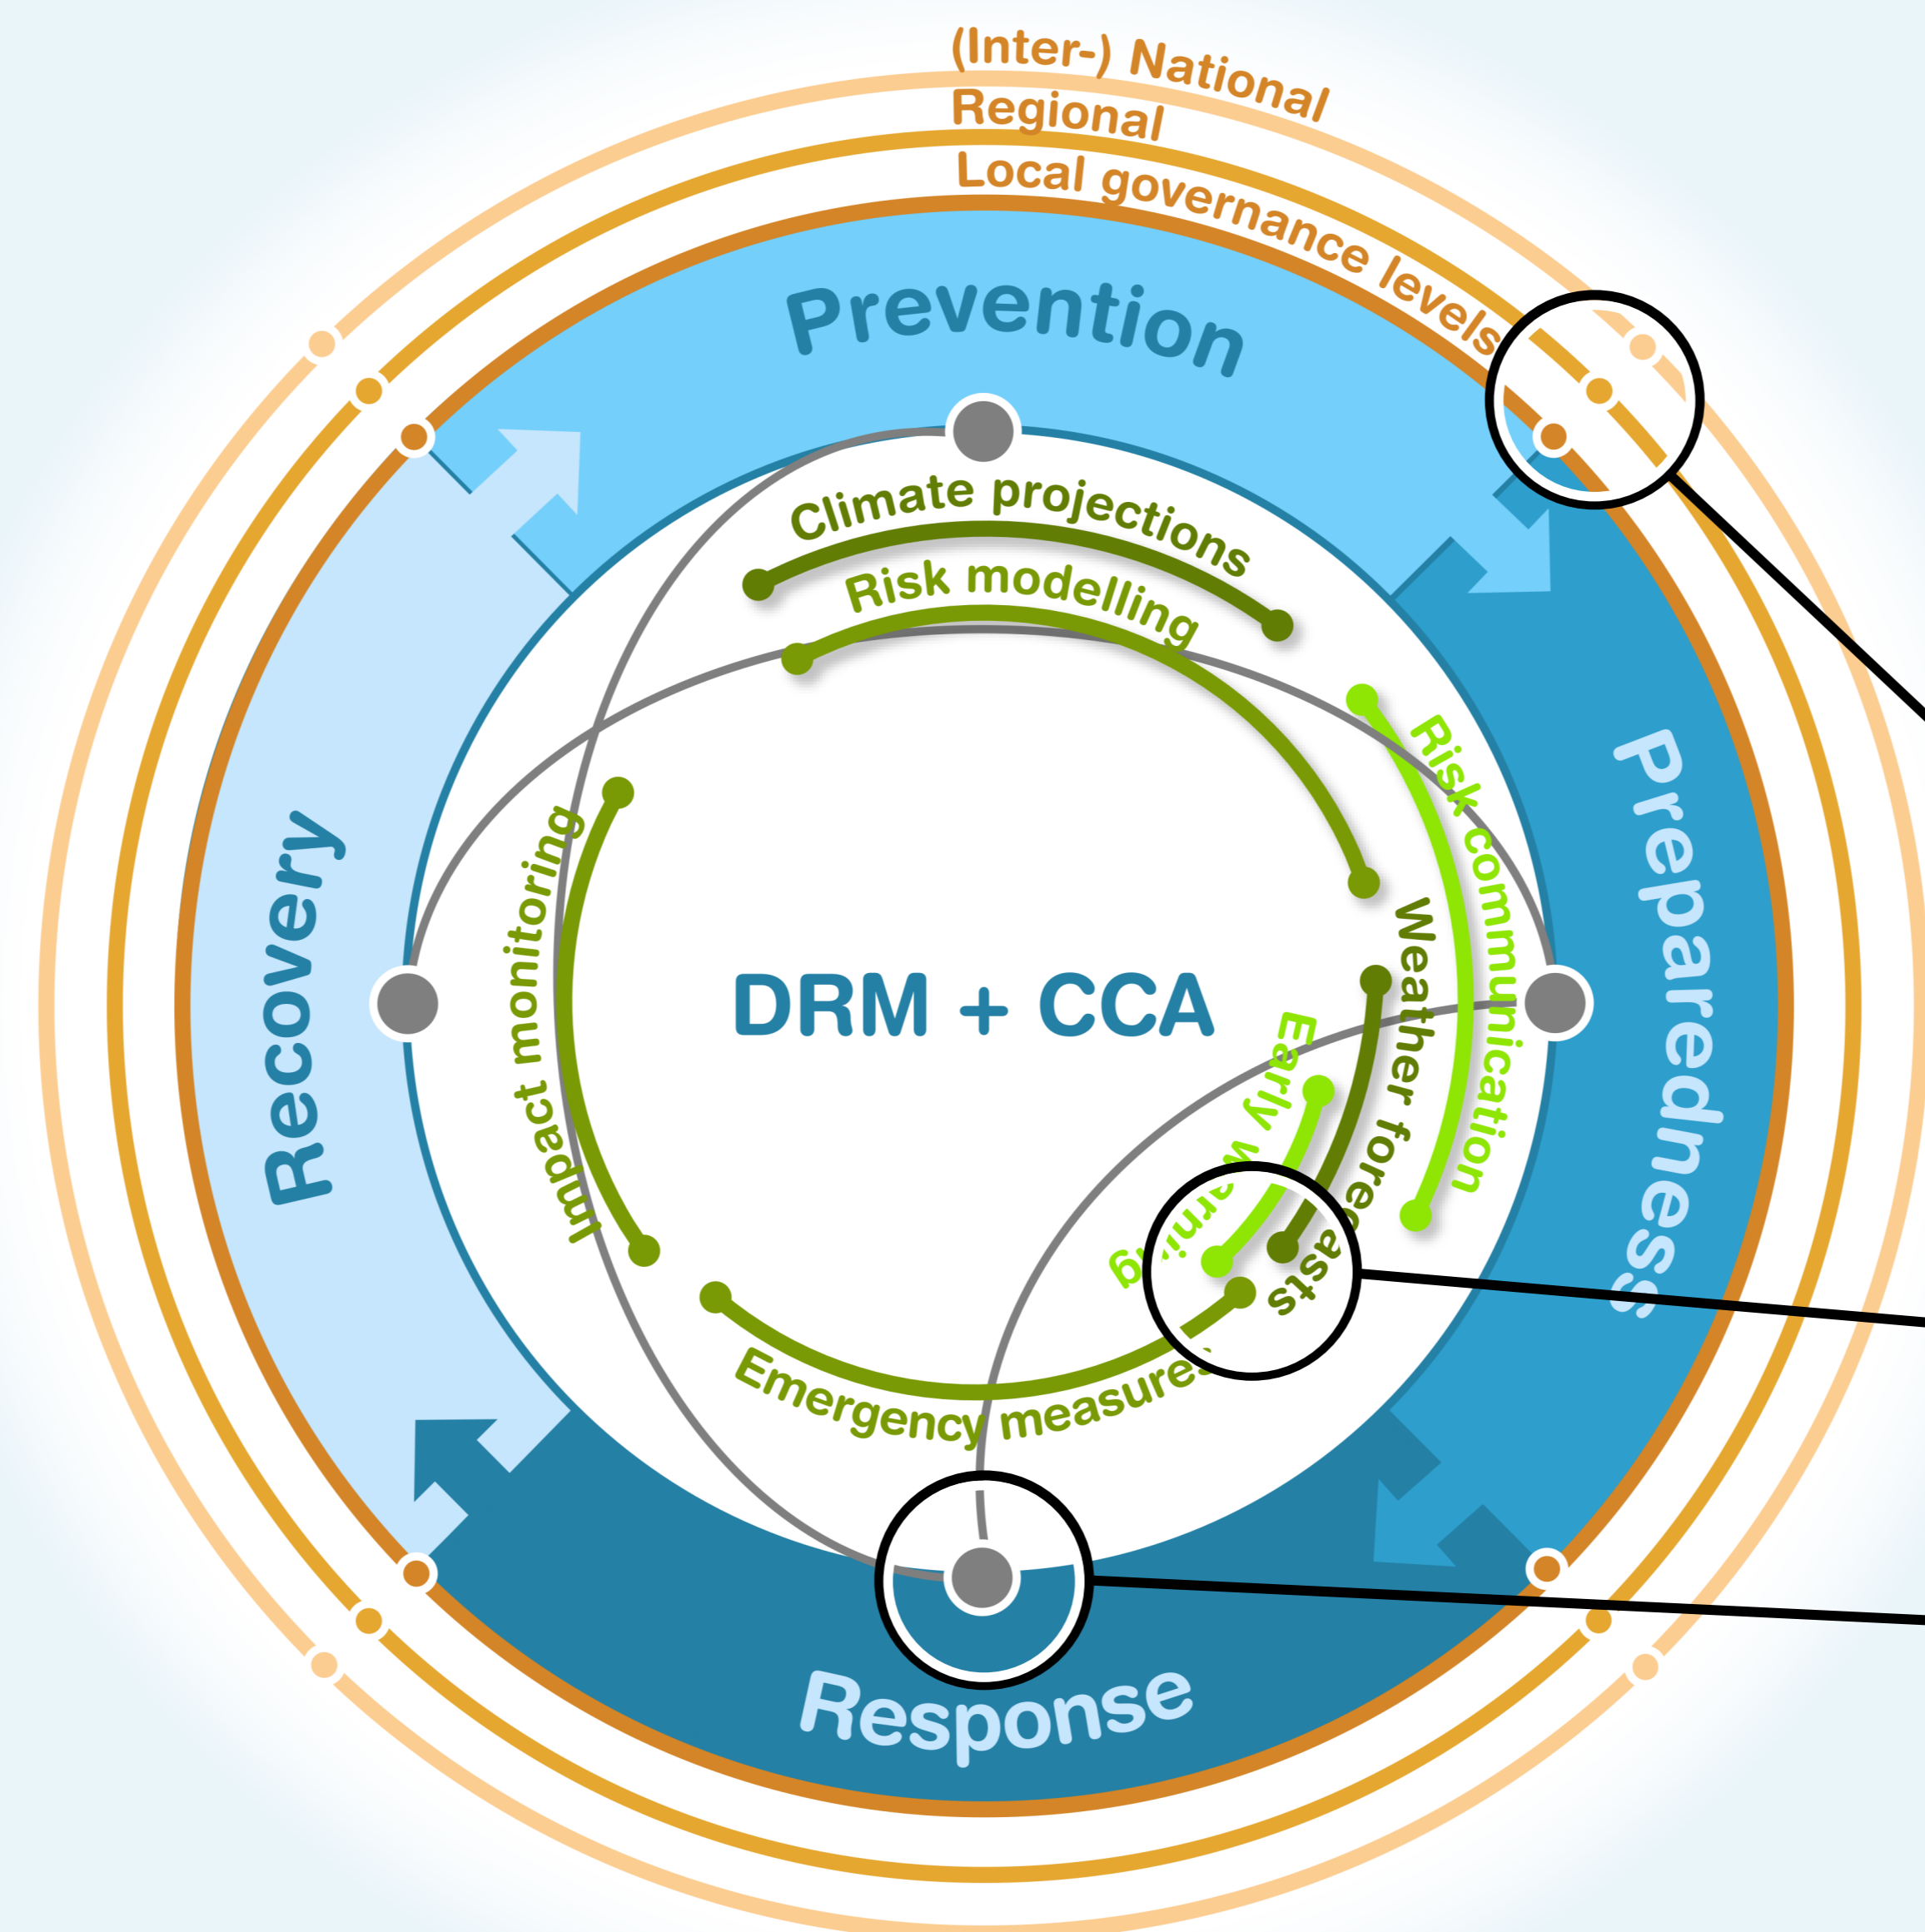 (Inter-) National
Regional
Local governance levels
Prevention
Climate projections
Risk modelling
Risk communication
Preparedness
Weather forecasts
Early warning
DRM + CCA
Impact monitoring
Recovery
Emergency measures
Response